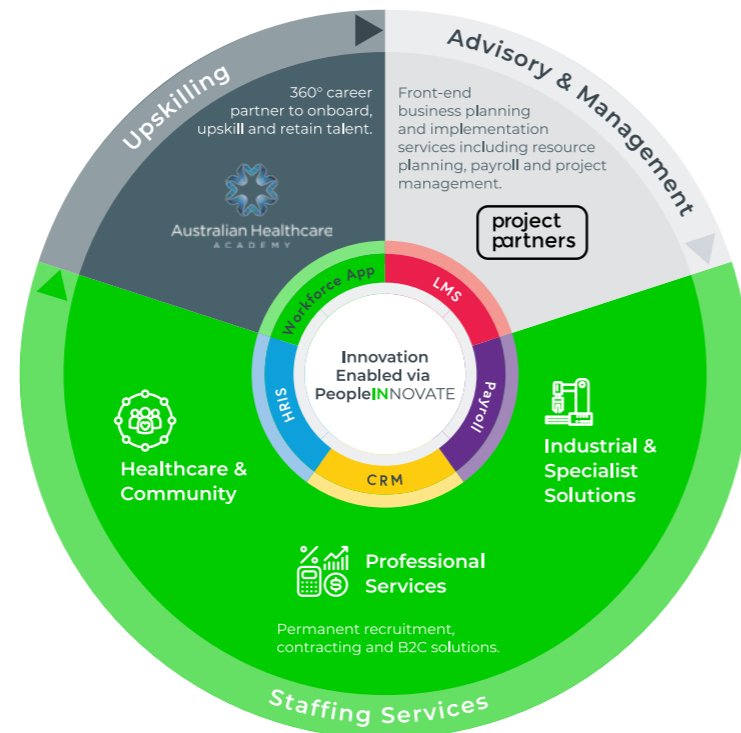 Upskilling
Advisory & Management
360° career
partner to onboard,
upskill and retain talent.
Australian Healthcare
ACADEMY
Front-end
business planning
and implementation
services including resource
planning, payroll and project
management.
project
partners
Workforce App
LMS
HRIS
Payroll
CRM
Innovation
Enabled via
PeopleINNOVATE
Healthcare &
Community
Industrial &
Specialist
Solutions
Professional
Services
Permanent recruitment,
contracting and B2C solutions.
Staffing Services